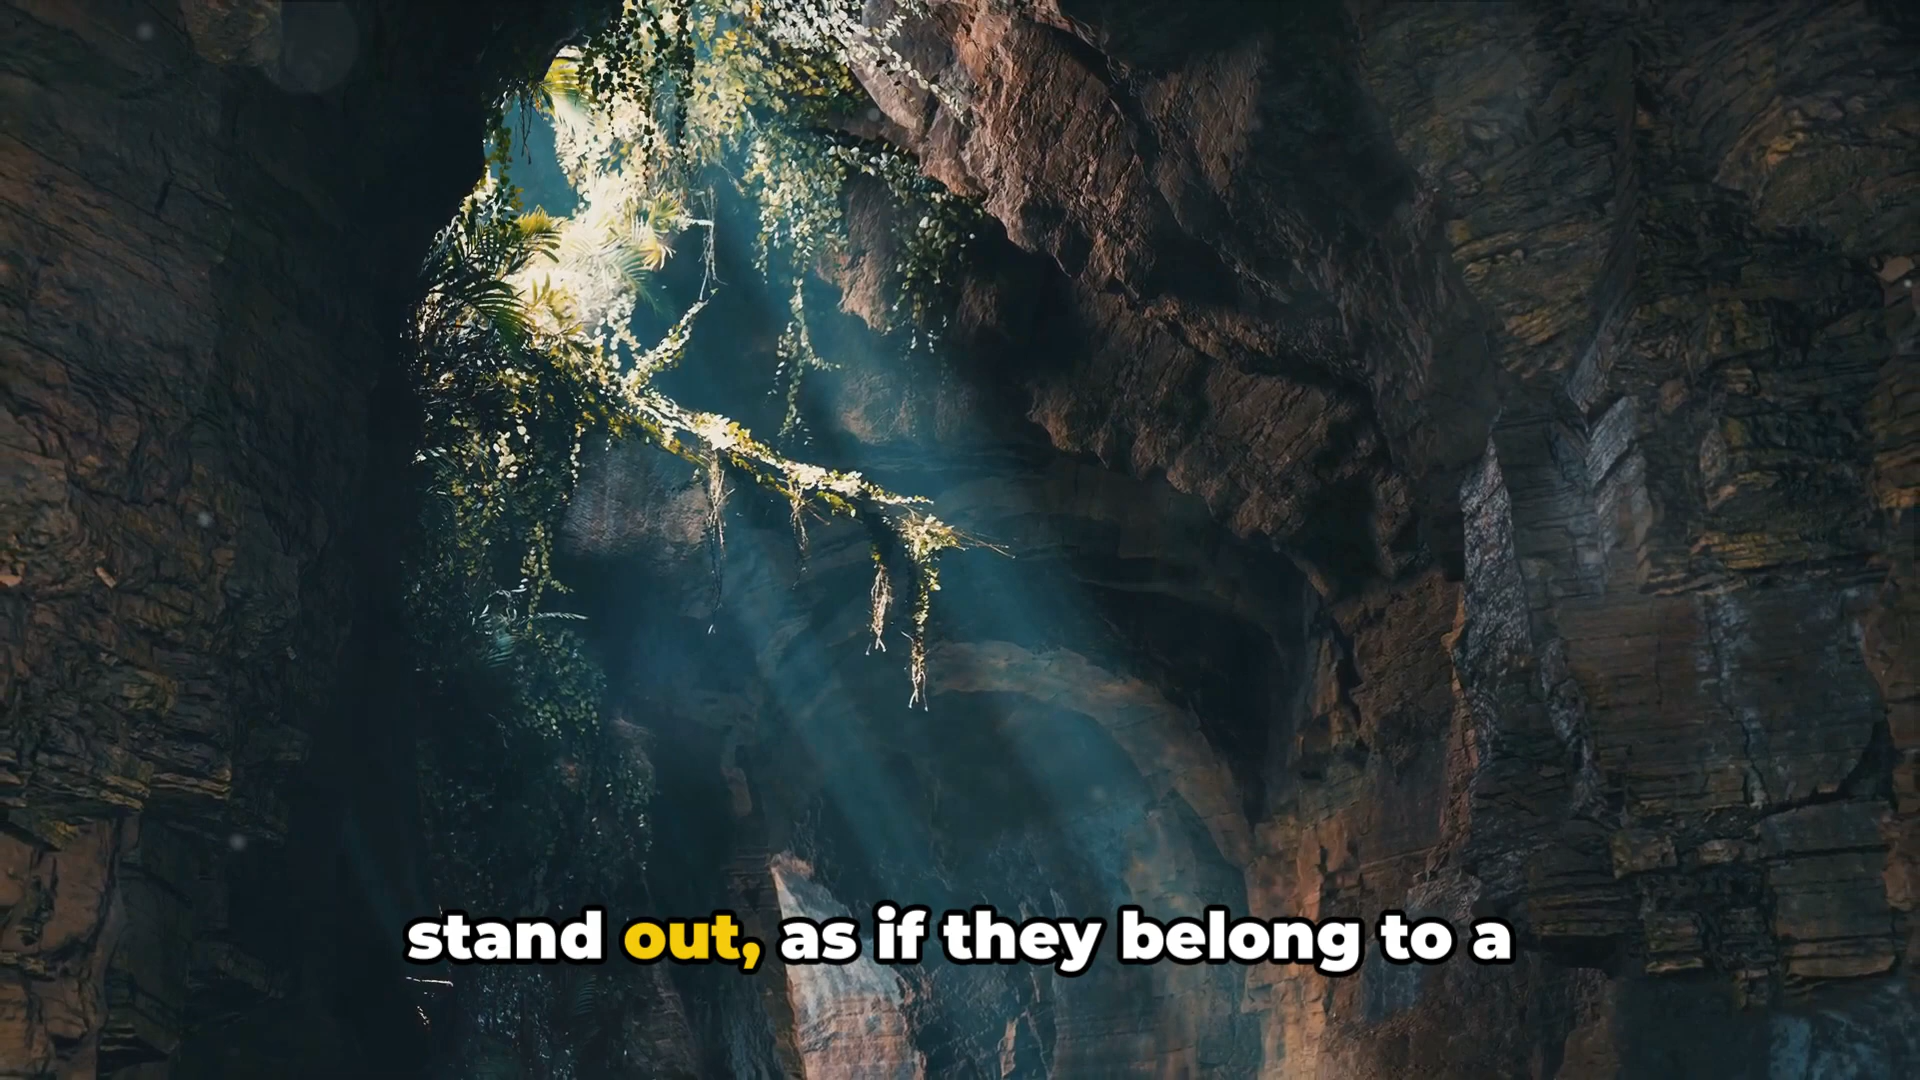 stand out, as if they belong to a